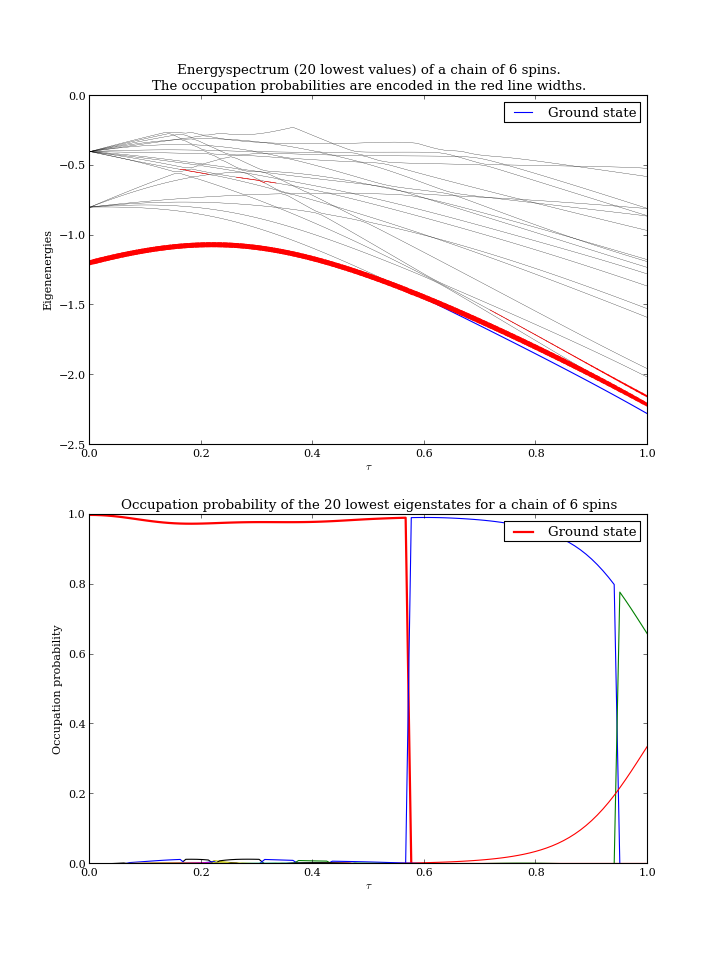 Energyspectrum (20 lowest values) of a chain of 6 spins.
The occupation probabilities are encoded in the red line widths.
0.0
−0.5
−1.0
−1.5
−2.0
−2.5
Eigenenergies
Ground state
0.0 0.2 0.4 0.6 0.8 1.0
τ
Occupation probability of the 20 lowest eigenstates for a chain of 6 spins
1.0
0.8
0.6
0.4
0.2
0.0
Occupation probability
Ground state
0.0 0.2 0.4 0.6 0.8 1.0
τ